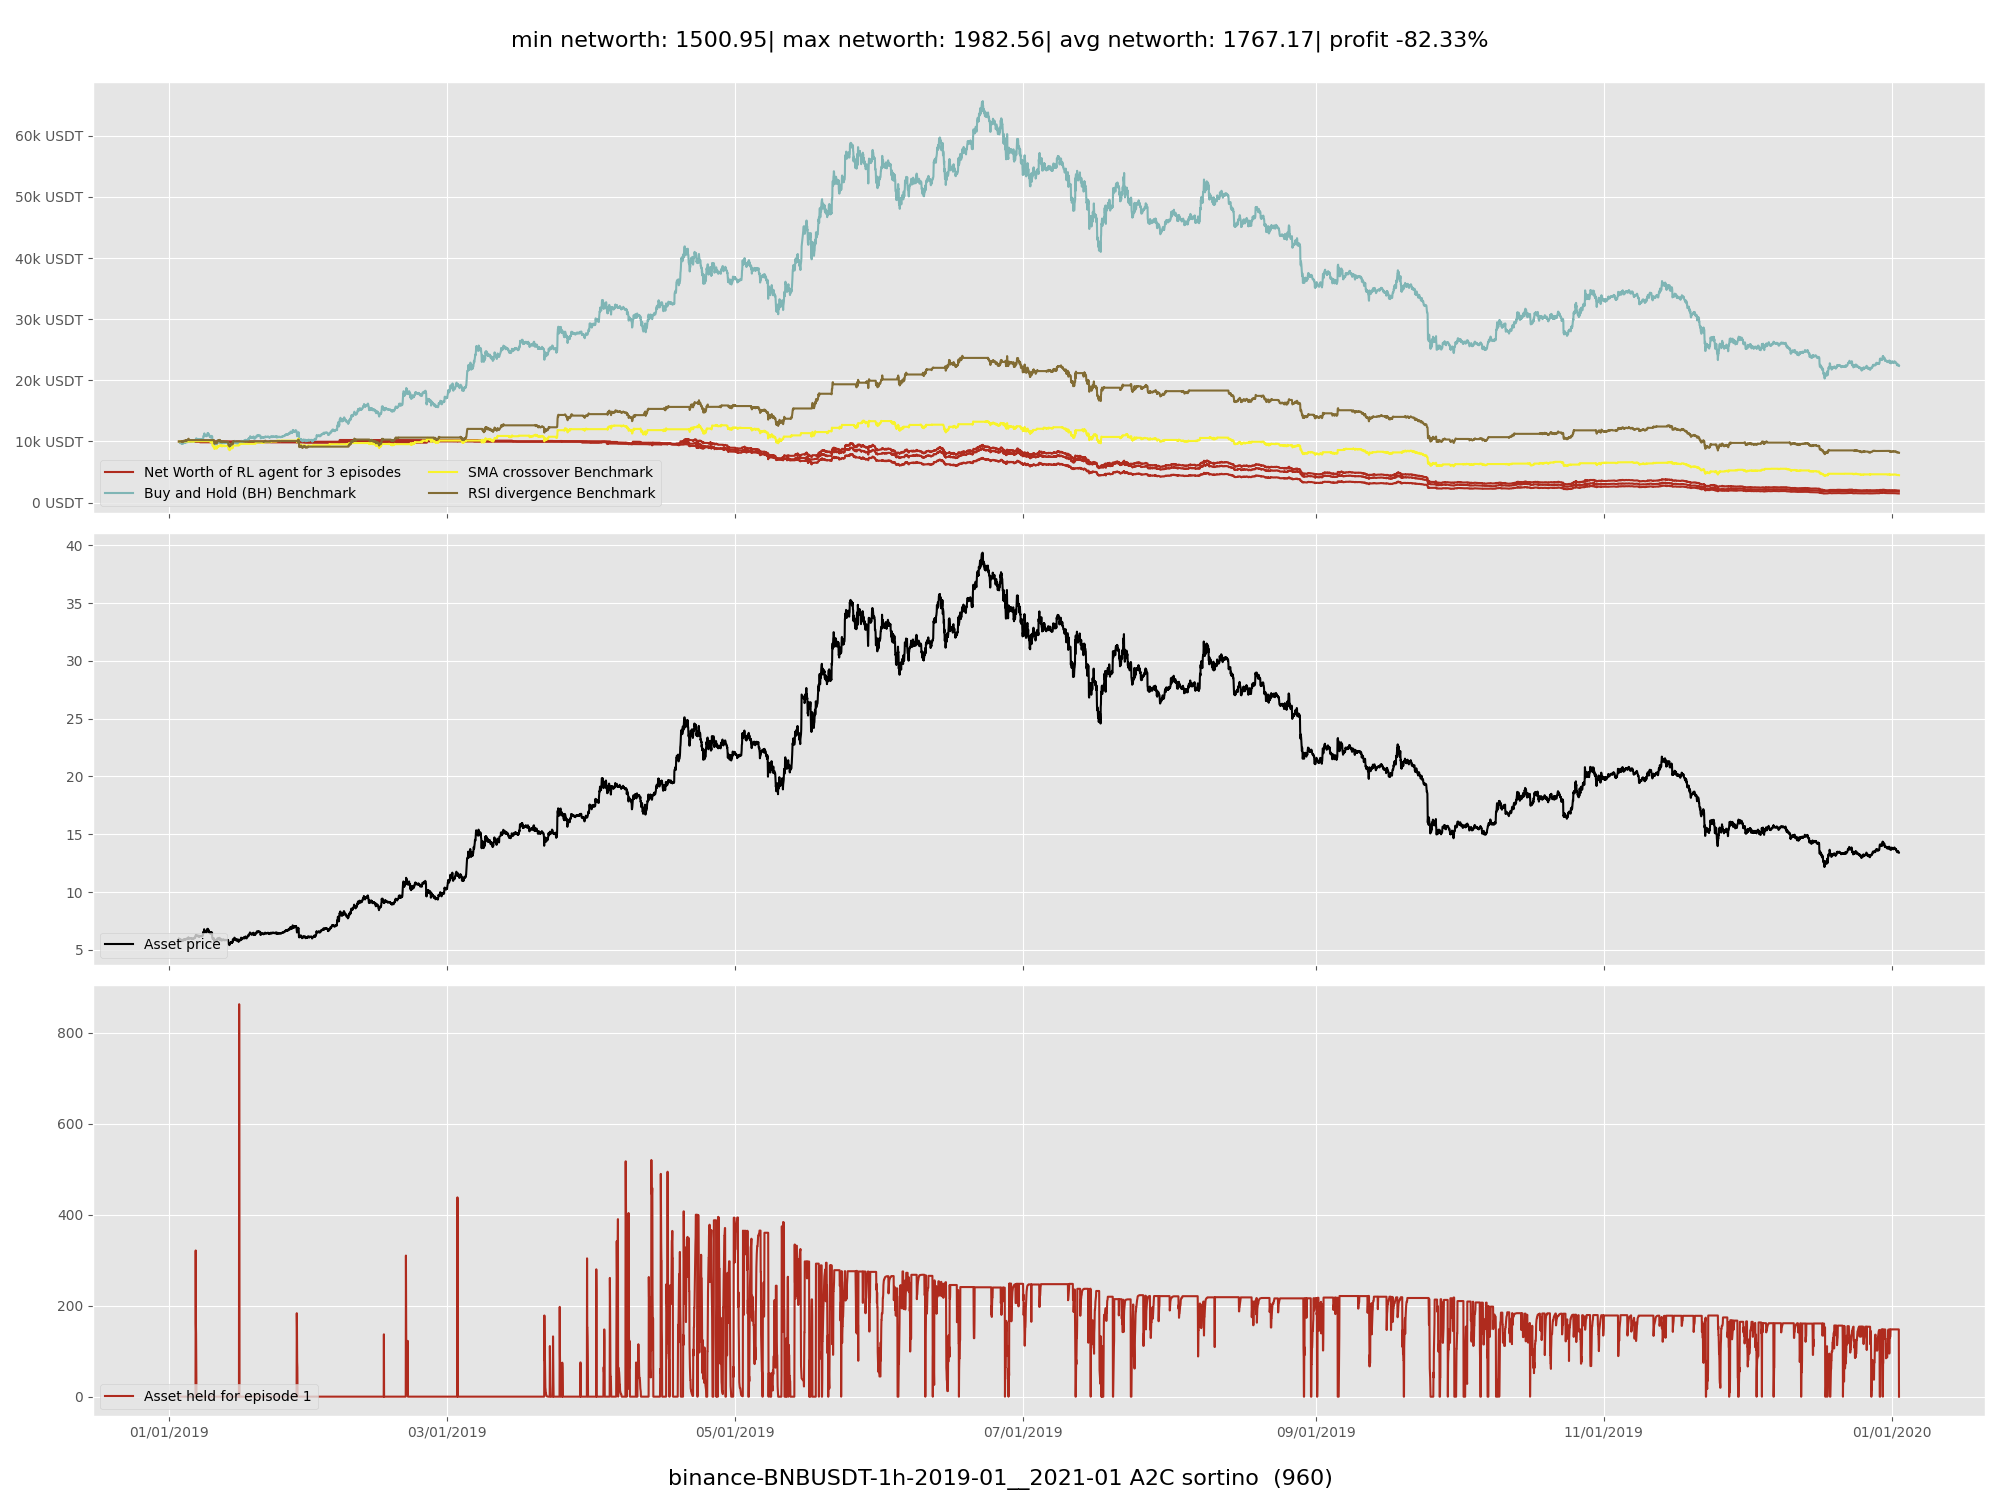 min networth: 1500.95| max networth: 1982.56| avg networth: 1767.17| profit -82.33%
60k USDT
50k USDT
40k USDT
30k USDT
20k USDT
10k USDT
0 USDT
Net Worth of RL agent for 3 episodes
Buy and Hold (BH) Benchmark
SMA crossover Benchmark
RSI divergence Benchmark
40
35
30
25
20
15
10
5
Asset price
800
600
400
200
0
Asset held for episode 1
01/01/2019 03/01/2019 05/01/2019 07/01/2019 09/01/2019 11/01/2019 01/01/2020
binance-BNBUSDT-1h-2019-01__2021-01 A2C sortino (960)